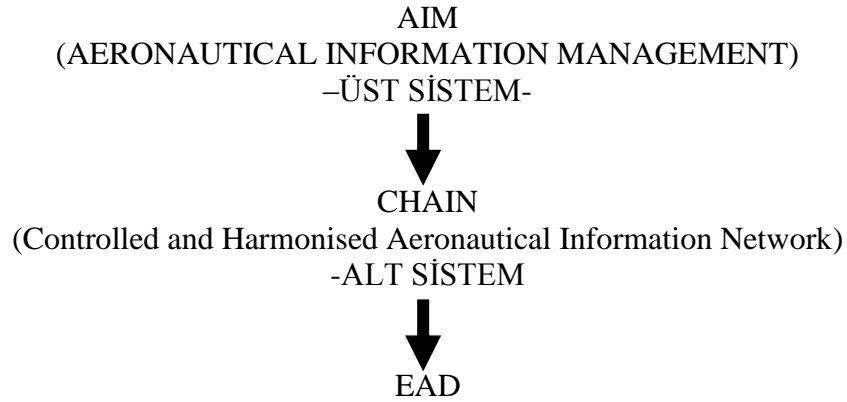 AIM
(AERONAUTICAL INFORMATION MANAGEMENT)
–ÜST SİSTEM-
CHAIN
(Controlled and Harmonised Aeronautical Information Network)
-ALT SİSTEM
EAD